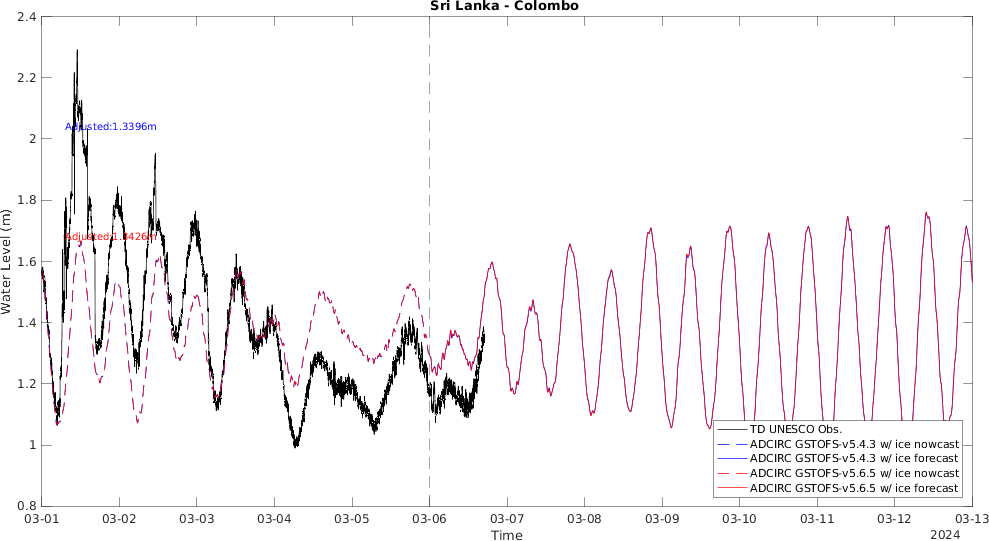 Sri Lanka - Colombo
2.4
2.2
2
1.8
1.6
1.4
1.2
1
0.8
Water Level (m)
Adjusted:1.3396m
Adjusted:1.3426m
TD UNESCO Obs.
ADCIRC GSTOFS-v5.4.3 w/ ice nowcast
ADCIRC GSTOFS-v5.4.3 w/ ice forecast
ADCIRC GSTOFS-v5.6.5 w/ ice nowcast
ADCIRC GSTOFS-v5.6.5 w/ ice forecast
03-01 03-02 03-03 03-04 03-05 03-06 03-07 03-08 03-09 03-10 03-11 03-12 03-13
Time
2024